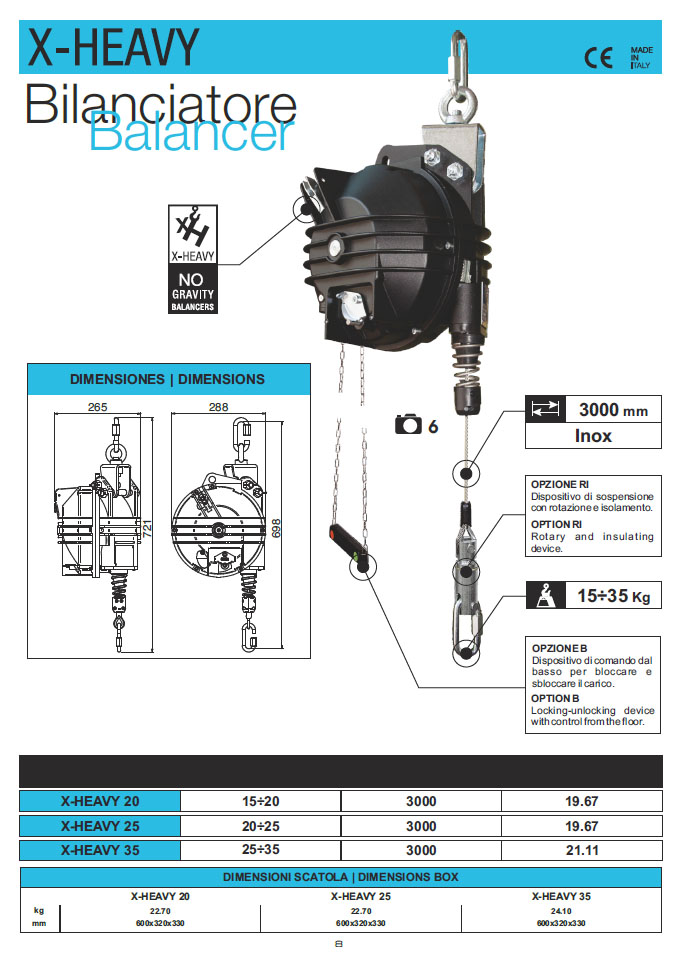 X-HEAVY
CE
MADE
IN
ITALY
Bilanciatore
Balancer
X-HEAVY
NO
GRAVITY
BALANCERS
DIMENSIONES | DIMENSIONS
265
288
721
698
6
3000 mm
Inox
OPZIONE RI
Dispositivo di sospensione
con rotazione e isolamento.
OPTION RI
Rotary and insulating
device.
15÷35 Kg
OPZIONE B
Dispositivo di comando dal
basso per bloccare e
sbloccare il carico.
OPTION B
Locking-unlocking device
with control from the floor.
X-HEAVY 20 15÷20 3000 19.67
X-HEAVY 25 20÷25 3000 19.67
X-HEAVY 35 25÷35 3000 21.11
DIMENSIONI SCATOLA | DIMENSIONS BOX
X-HEAVY 20 X-HEAVY 25 X-HEAVY 35
kg 22.70 22.70 24.10
mm 600x320x330 600x320x330 600x320x330